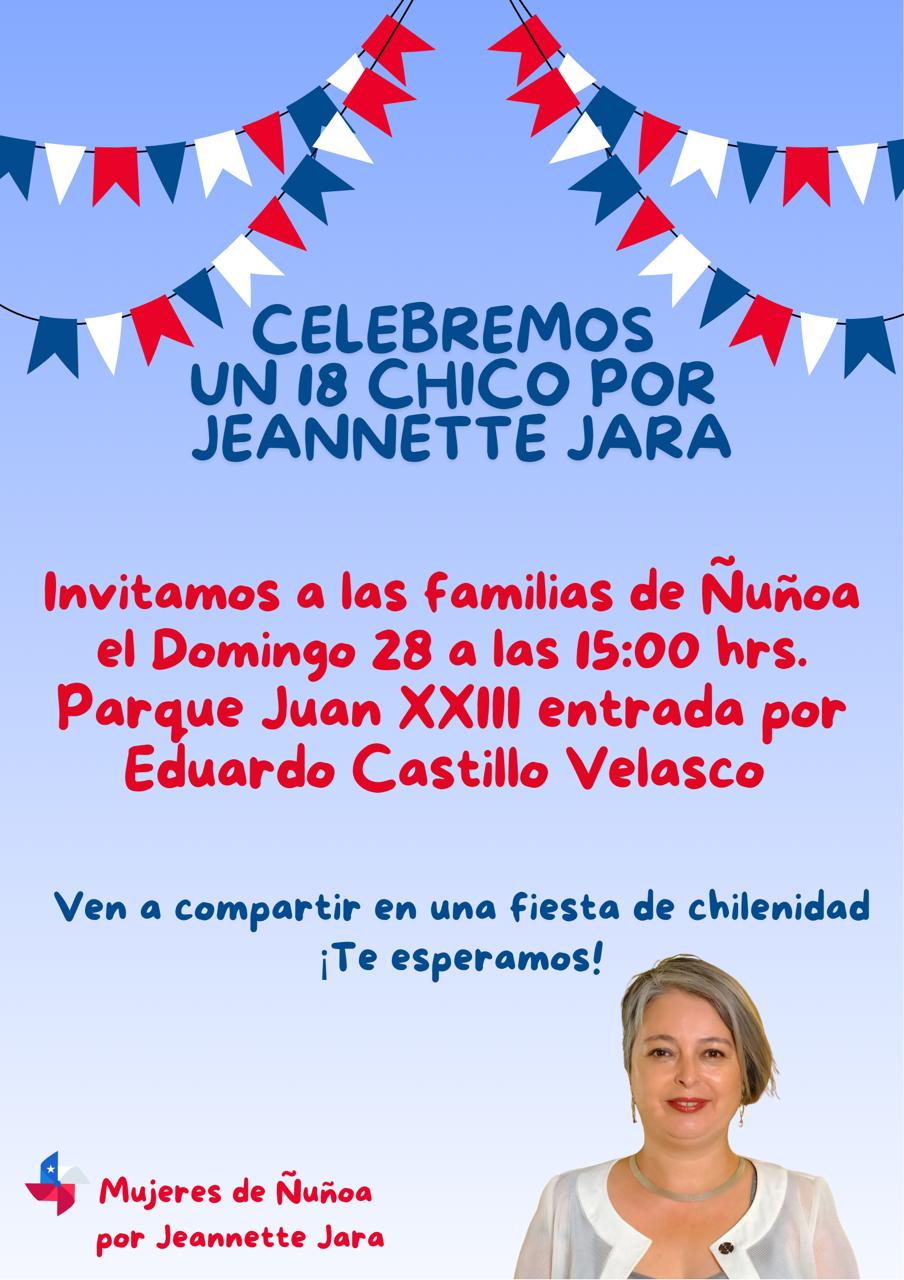 CELEBREMOS
UN 18 CHICO POR
JEANNETTE JARA
Invitamos a las familias de Ñuñoa
el Domingo 28 a las 15:00 hrs.
Parque Juan XXIII entrada por
Eduardo Castillo Velasco
Ven a compartir en una fiesta de chilenidad
¡Te esperamos!
Mujeres de Ñuñoa
por Jeannette Jara